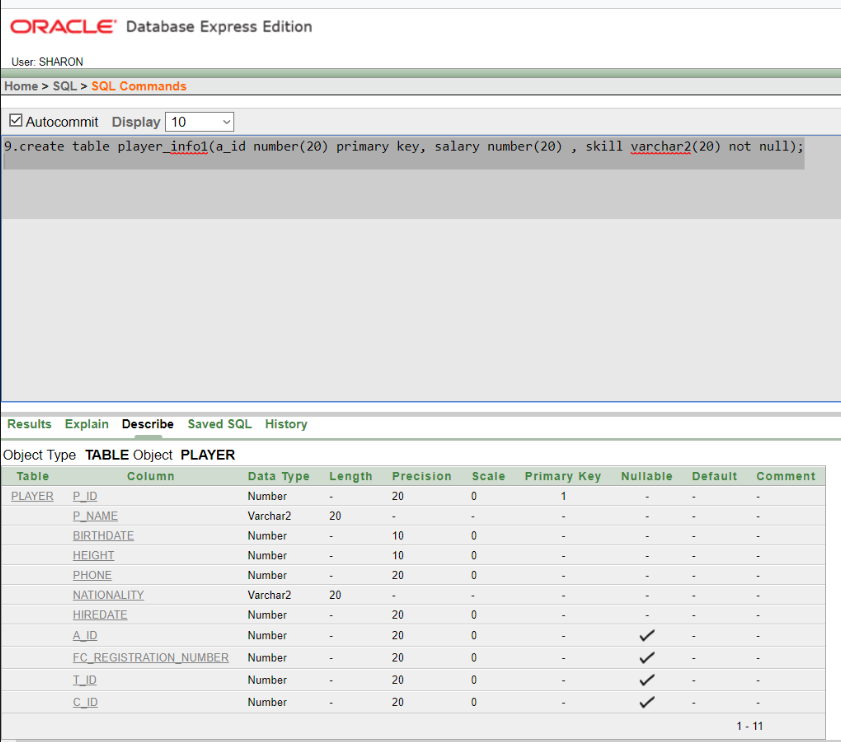 ORACLE® Database Express Edition
User: SHARON
Home > SQL > SQL Commands
Autocommit Display 10
9.create table player_info1(a_id number(20) primary key, salary number(20) , skill varchar2(20) not null);
Results Explain Describe Saved SQL History
Object Type TABLE Object PLAYER
Table Column Data Type Length Precision Scale Primary Key Nullable Default Comment
PLAYER P_ID Number - 20 0 1 - - -
P_NAME Varchar2 20 - - - - - -
BIRTHDATE Number - 10 0 - - - -
HEIGHT Number - 10 0 - - - -
PHONE Number - 20 0 - - - -
NATIONALITY Varchar2 20 - - - - - -
HIREDATE Number - 20 0 - - - -
A_ID Number - 20 0 - ✓ - -
FC_REGISTRATION_NUMBER Number - 20 0 - ✓ - -
T_ID Number - 20 0 - ✓ - -
C_ID Number - 20 0 - ✓ - -
1 - 11